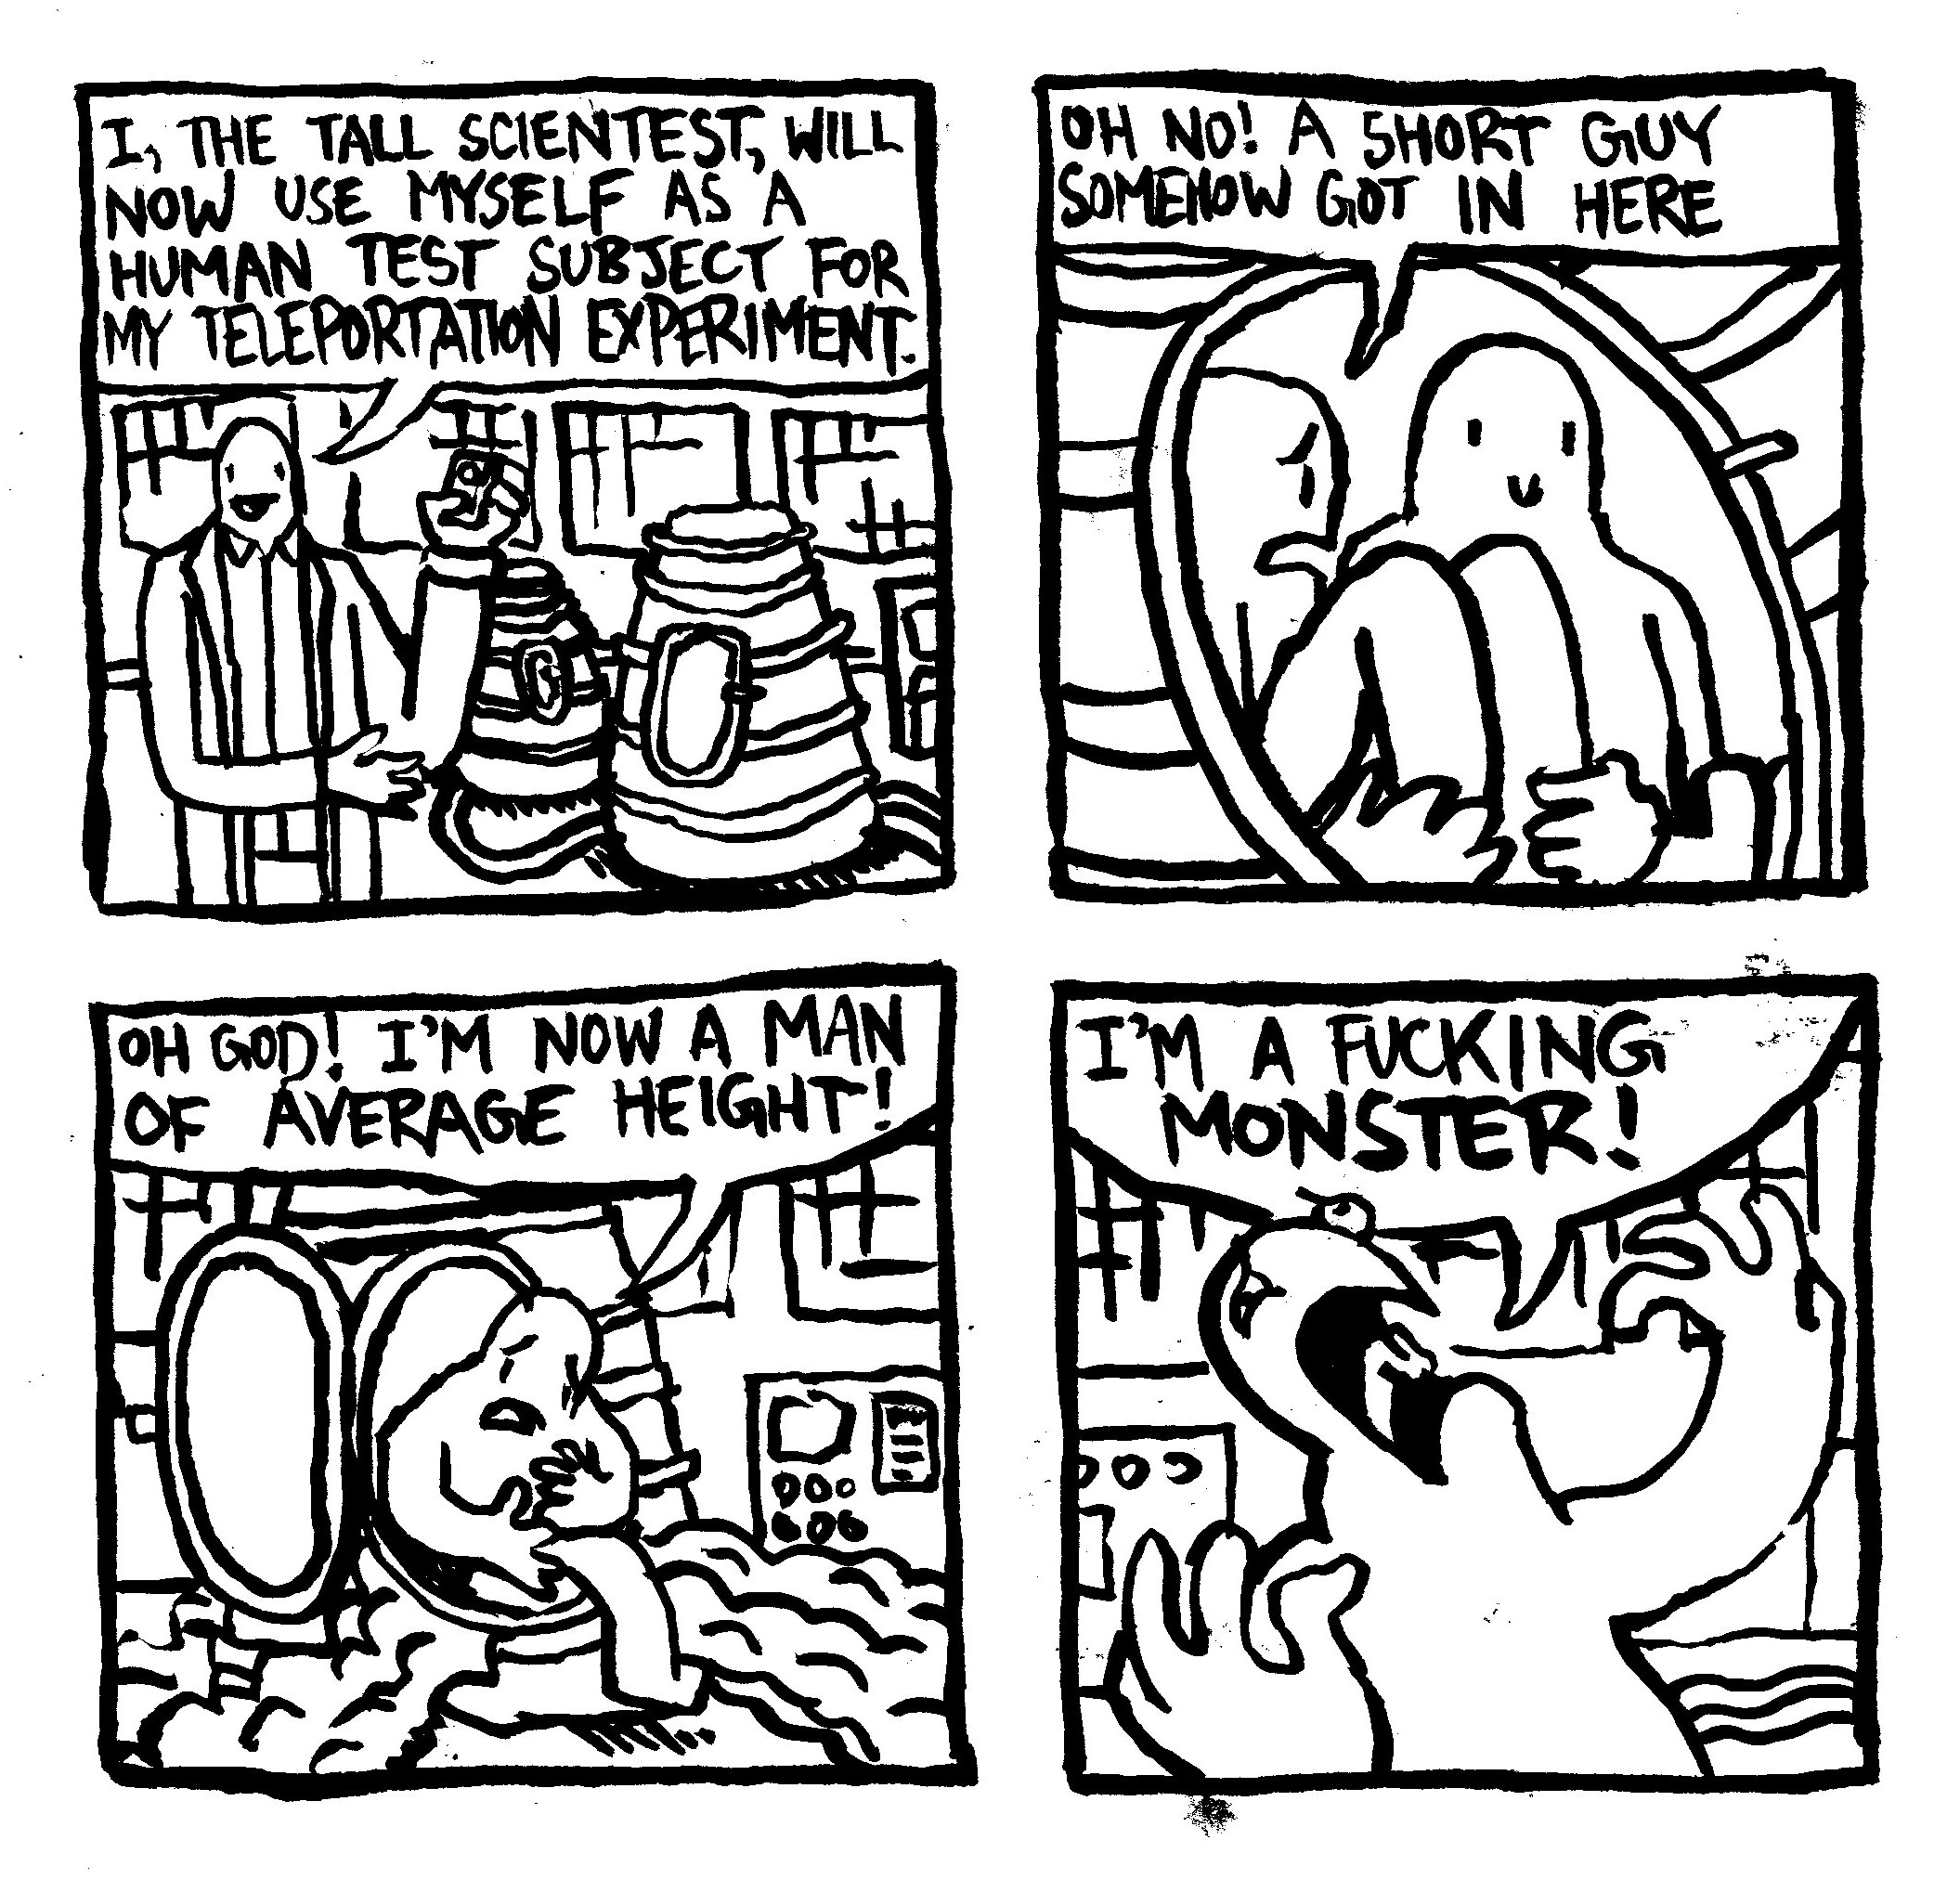 I, THE TALL SCIENTEST, WILL
NOW USE MYSELF AS A
HUMAN TEST SUBJECT FOR
MY TELEPORTATION EXPERIMENT.
OH NO! A SHORT GUY
SOMEHOW GOT IN HERE
OH GOD! I'M NOW A MAN
OF AVERAGE HEIGHT!
I'M A FUCKING
MONSTER!